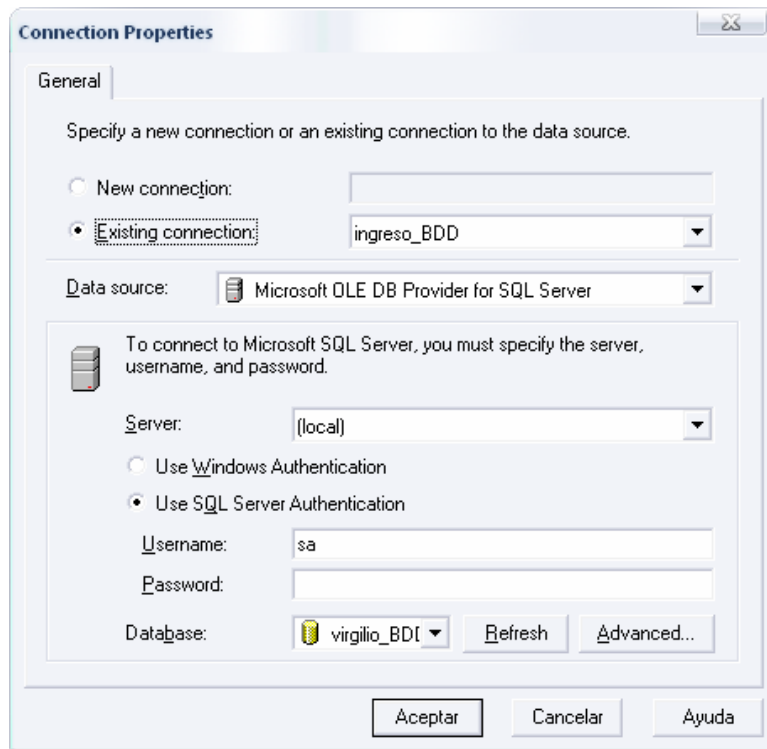 Connection Properties
General
Specify a new connection or an existing connection to the data source.
New connection:
Existing connection: ingreso_BDD
Data source: Microsoft OLE DB Provider for SQL Server
To connect to Microsoft SQL Server, you must specify the server,
username, and password.
Server: (local)
Use Windows Authentication
Use SQL Server Authentication
Username: sa
Password:
Database: virgilio_BD Refresh Advanced...
Aceptar Cancelar Ayuda